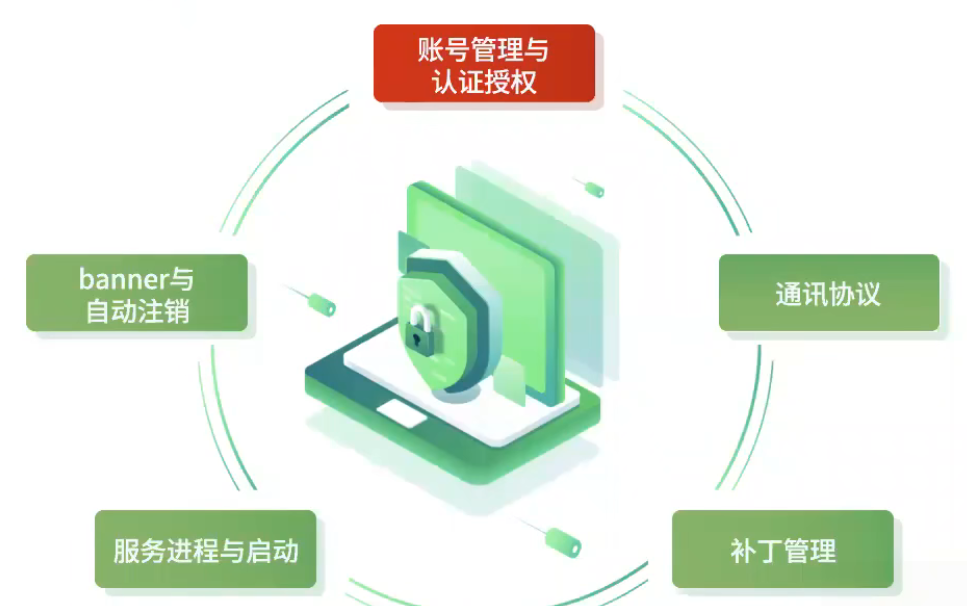 账号管理与
认证授权
banner与
自动注销
通讯协议
服务进程与启动
补丁管理